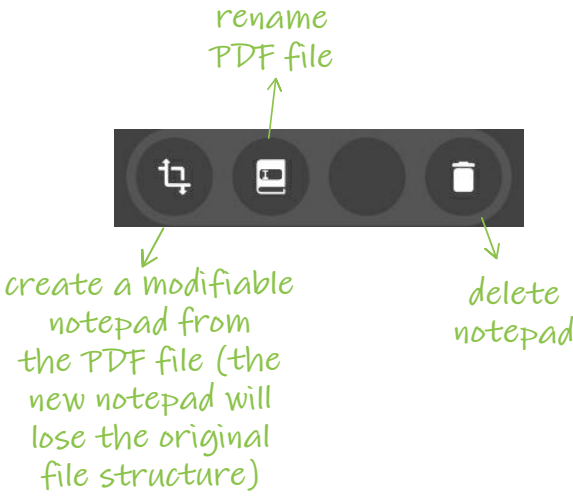 rename
PDF file
create a modifiable
notepad from
the PDF file (the
new notepad will
lose the original
file structure)
delete
notepad